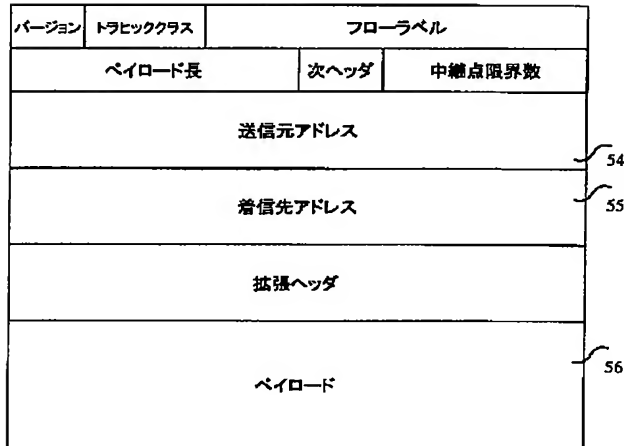 バージョン トラヒッククラス フローラベル
ペイロード長 次ヘッダ 中継点限界数
送信元アドレス
54
着信先アドレス
55
拡張ヘッダ
ペイロード
56